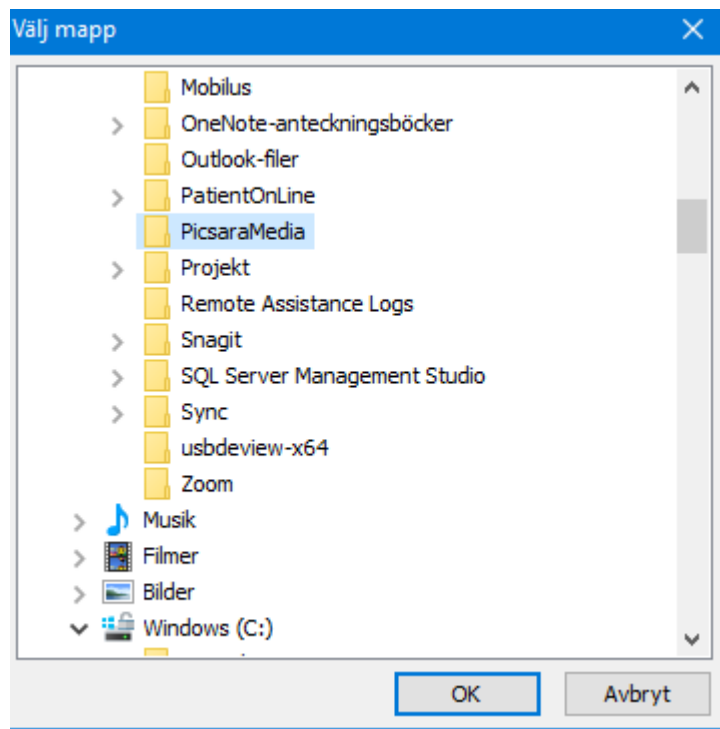 Välj mapp
Mobilus
OneNote-anteckningsböcker
Outlook-filer
PatientOnLine
PicsaraMedia
Projekt
Remote Assistance Logs
Snagit
SQL Server Management Studio
Sync
usbdeview-x64
Zoom
Musik
Filmer
Bilder
Windows (C:)
OK Avbryt